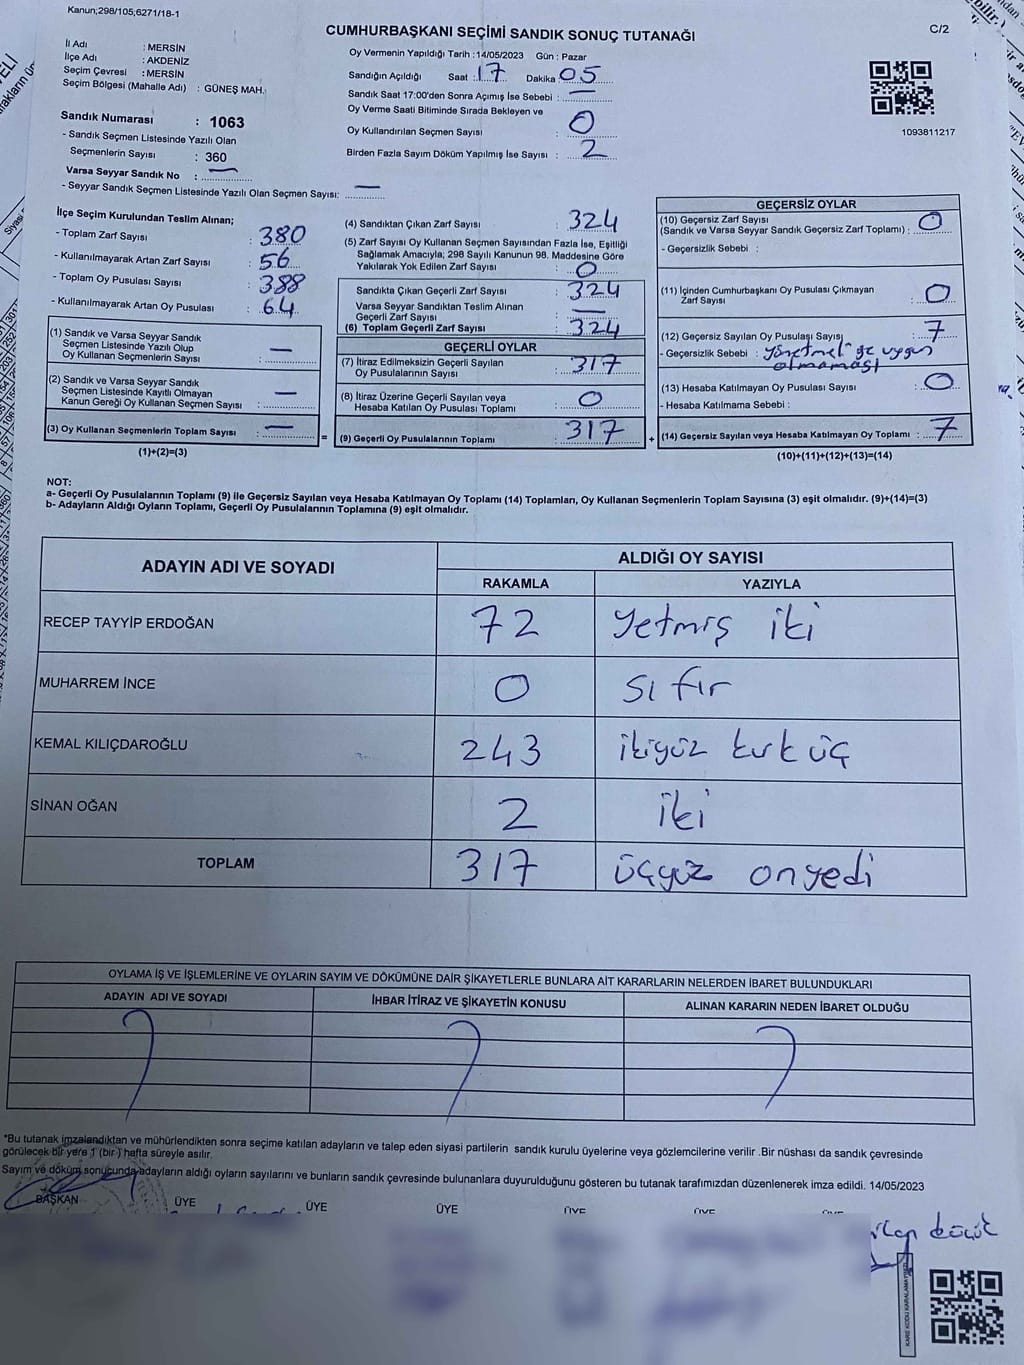 Kanun;298/105;6271/18-1
CUMHURBAŞKANI SEÇİMİ SANDIK SONUÇ TUTANAĞI
C/2
İl Adı : MERSİN
İlçe Adı : AKDENİZ
Seçim Çevresi : MERSİN
Seçim Bölgesi (Mahalle Adı) : GÜNEŞ MAH.
Sandık Numarası : 1063
- Sandık Seçmen Listesinde Yazılı Olan
Seçmenlerin Sayısı : 360
Varsa Seyyar Sandık No : —
- Seyyar Sandık Seçmen Listesinde Yazılı Olan Seçmen Sayısı: —
Oy Vermenin Yapıldığı Tarih :14/05/2023 Gün : Pazar
Sandığın Açıldığı Saat : 17 Dakika : 05
Sandık Saat 17:00'den Sonra Açımış İse Sebebi : —
Oy Verme Saati Bitiminde Sırada Bekleyen ve
Oy Kullandırılan Seçmen Sayısı : 0
Birden Fazla Sayım Döküm Yapılmış İse Sayısı : 2
1093811217
İlçe Seçim Kurulundan Teslim Alınan;
- Toplam Zarf Sayısı : 380
- Kullanılmayarak Artan Zarf Sayısı : 56
- Toplam Oy Pusulası Sayısı : 388
- Kullanılmayarak Artan Oy Pusulası : 64
(1) Sandık ve Varsa Seyyar Sandık
Seçmen Listesinde Yazılı Olup
Oy Kullanan Seçmenlerin Sayısı : —
(2) Sandık ve Varsa Seyyar Sandık
Seçmen Listesinde Kayıtlı Olmayan
Kanun Gereği Oy Kullanan Seçmen Sayısı : —
(3) Oy Kullanan Seçmenlerin Toplam Sayısı : — =
(1)+(2)=(3)
(4) Sandıktan Çıkan Zarf Sayısı : 324
(5) Zarf Sayısı Oy Kullanan Seçmen Sayısından Fazla İse, Eşitliği
Sağlamak Amacıyla; 298 Sayılı Kanunun 98. Maddesine Göre
Yakılarak Yok Edilen Zarf Sayısı : 0
Sandıkta Çıkan Geçerli Zarf Sayısı : 324
Varsa Seyyar Sandıktan Teslim Alınan
Geçerli Zarf Sayısı : —
(6) Toplam Geçerli Zarf Sayısı : 324
GEÇERLİ OYLAR
(7) İtiraz Edilmeksizin Geçerli Sayılan
Oy Pusulalarının Sayısı : 317
(8) İtiraz Üzerine Geçerli Sayılan veya
Hesaba Katılan Oy Pusulası Toplamı : 0
(9) Geçerli Oy Pusulalarının Toplamı : 317 +
GEÇERSİZ OYLAR
(10) Geçersiz Zarf Sayısı
(Sandık ve Varsa Seyyar Sandık Geçersiz Zarf Toplamı) : 0
- Geçersizlik Sebebi :
(11) İçinden Cumhurbaşkanı Oy Pusulası Çıkmayan
Zarf Sayısı : 0
(12) Geçersiz Sayılan Oy Pusulası Sayısı : 7
- Geçersizlik Sebebi : uygun
olmaması
(13) Hesaba Katılmayan Oy Pusulası Sayısı : 0
- Hesaba Katılmama Sebebi :
(14) Geçersiz Sayılan veya Hesaba Katılmayan Oy Toplamı : 7
(10)+(11)+(12)+(13)=(14)
NOT:
a- Geçerli Oy Pusulalarının Toplamı (9) ile Geçersiz Sayılan veya Hesaba Katılmayan Oy Toplamı (14) Toplamları, Oy Kullanan Seçmenlerin Toplam Sayısına (3) eşit olmalıdır. (9)+(14)=(3)
b- Adayların Aldığı Oyların Toplamı, Geçerli Oy Pusulalarının Toplamına (9) eşit olmalıdır.
ADAYIN ADI VE SOYADI
ALDIĞI OY SAYISI
RAKAMLA YAZIYLA
RECEP TAYYİP ERDOĞAN 72 Yetmiş iki
MUHARREM İNCE 0 sıfır
KEMAL KILIÇDAROĞLU 243 ikiyüz kırk üç
SİNAN OĞAN 2 iki
TOPLAM 317 üçyüz onyedi
OYLAMA İŞ VE İŞLEMLERİNE VE OYLARIN SAYIM VE DÖKÜMÜNE DAİR ŞİKAYETLERLE BUNLARA AİT KARARLARIN NELERDEN İBARET BULUNDUKLARI
ADAYIN ADI VE SOYADI İHBAR İTİRAZ VE ŞİKAYETİN KONUSU ALINAN KARARIN NEDEN İBARET OLDUĞU
*Bu tutanak imzalandıktan ve mühürlendikten sonra seçime katılan adayların ve talep eden siyasi partilerin sandık kurulu üyelerine veya gözlemcilerine verilir .Bir nüshası da sandık çevresinde
görülecek bir yere 1 (bir ) hafta süreyle asılır.
Sayım ve döküm sonucunda adayların aldığı oyların sayılarını ve bunların sandık çevresinde bulunanlara duyurulduğunu gösteren bu tutanak tarafımızdan düzenlenerek imza edildi. 14/05/2023
BAŞKAN ÜYE ÜYE ÜYE ÜYE ÜYE
KARE KODU KARALAMAYINIZ